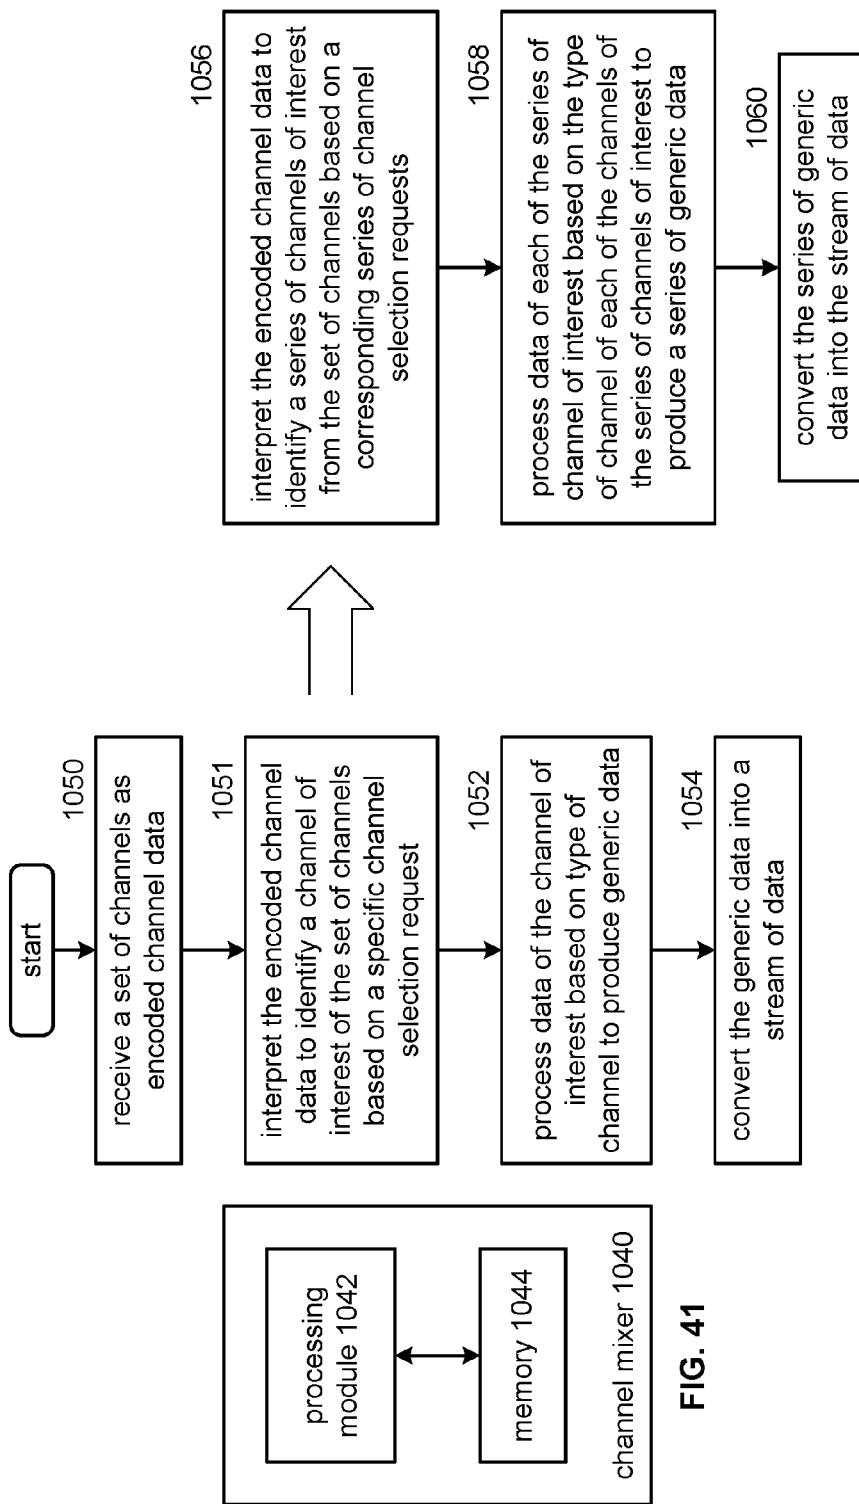 start
1050
receive a set of channels as
encoded channel data
1051
interpret the encoded channel
data to identify a channel of
interest of the set of channels
based on a specific channel
selection request
1052
process data of the channel of
interest based on type of
channel to produce generic data
1054
convert the generic data into a
stream of data
1056
interpret the encoded channel data to
identify a series of channels of interest
from the set of channels based on a
corresponding series of channel
selection requests
1058
process data of each of the series of
channel of interest based on the type
of channel of each of the channels of
the series of channels of interest to
produce a series of generic data
1060
convert the series of generic
data into the stream of data
processing
module 1042
memory 1044
channel mixer 1040
FIG. 41